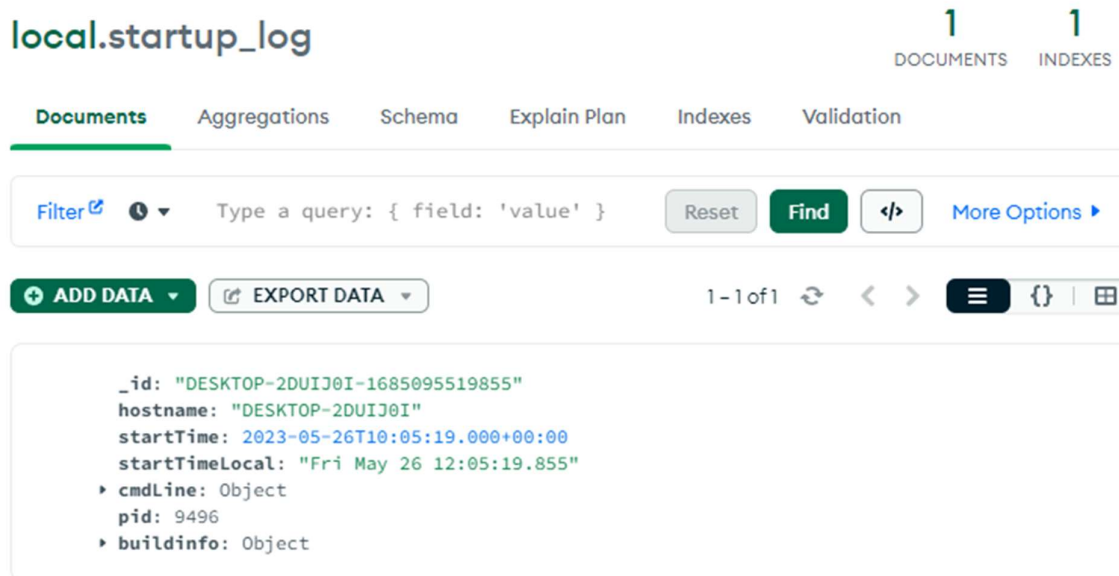 local.startup_log
1 DOCUMENTS
1 INDEXES
Documents Aggregations Schema Explain Plan Indexes Validation
Filter Type a query: { field: 'value' } Reset Find </> More Options
ADD DATA EXPORT DATA 1 – 1 of 1 {}
_id: "DESKTOP-2DUIJ0I-1685095519855"
hostname: "DESKTOP-2DUIJ0I"
startTime: 2023-05-26T10:05:19.000+00:00
startTimeLocal: "Fri May 26 12:05:19.855"
cmdLine: Object
pid: 9496
buildinfo: Object